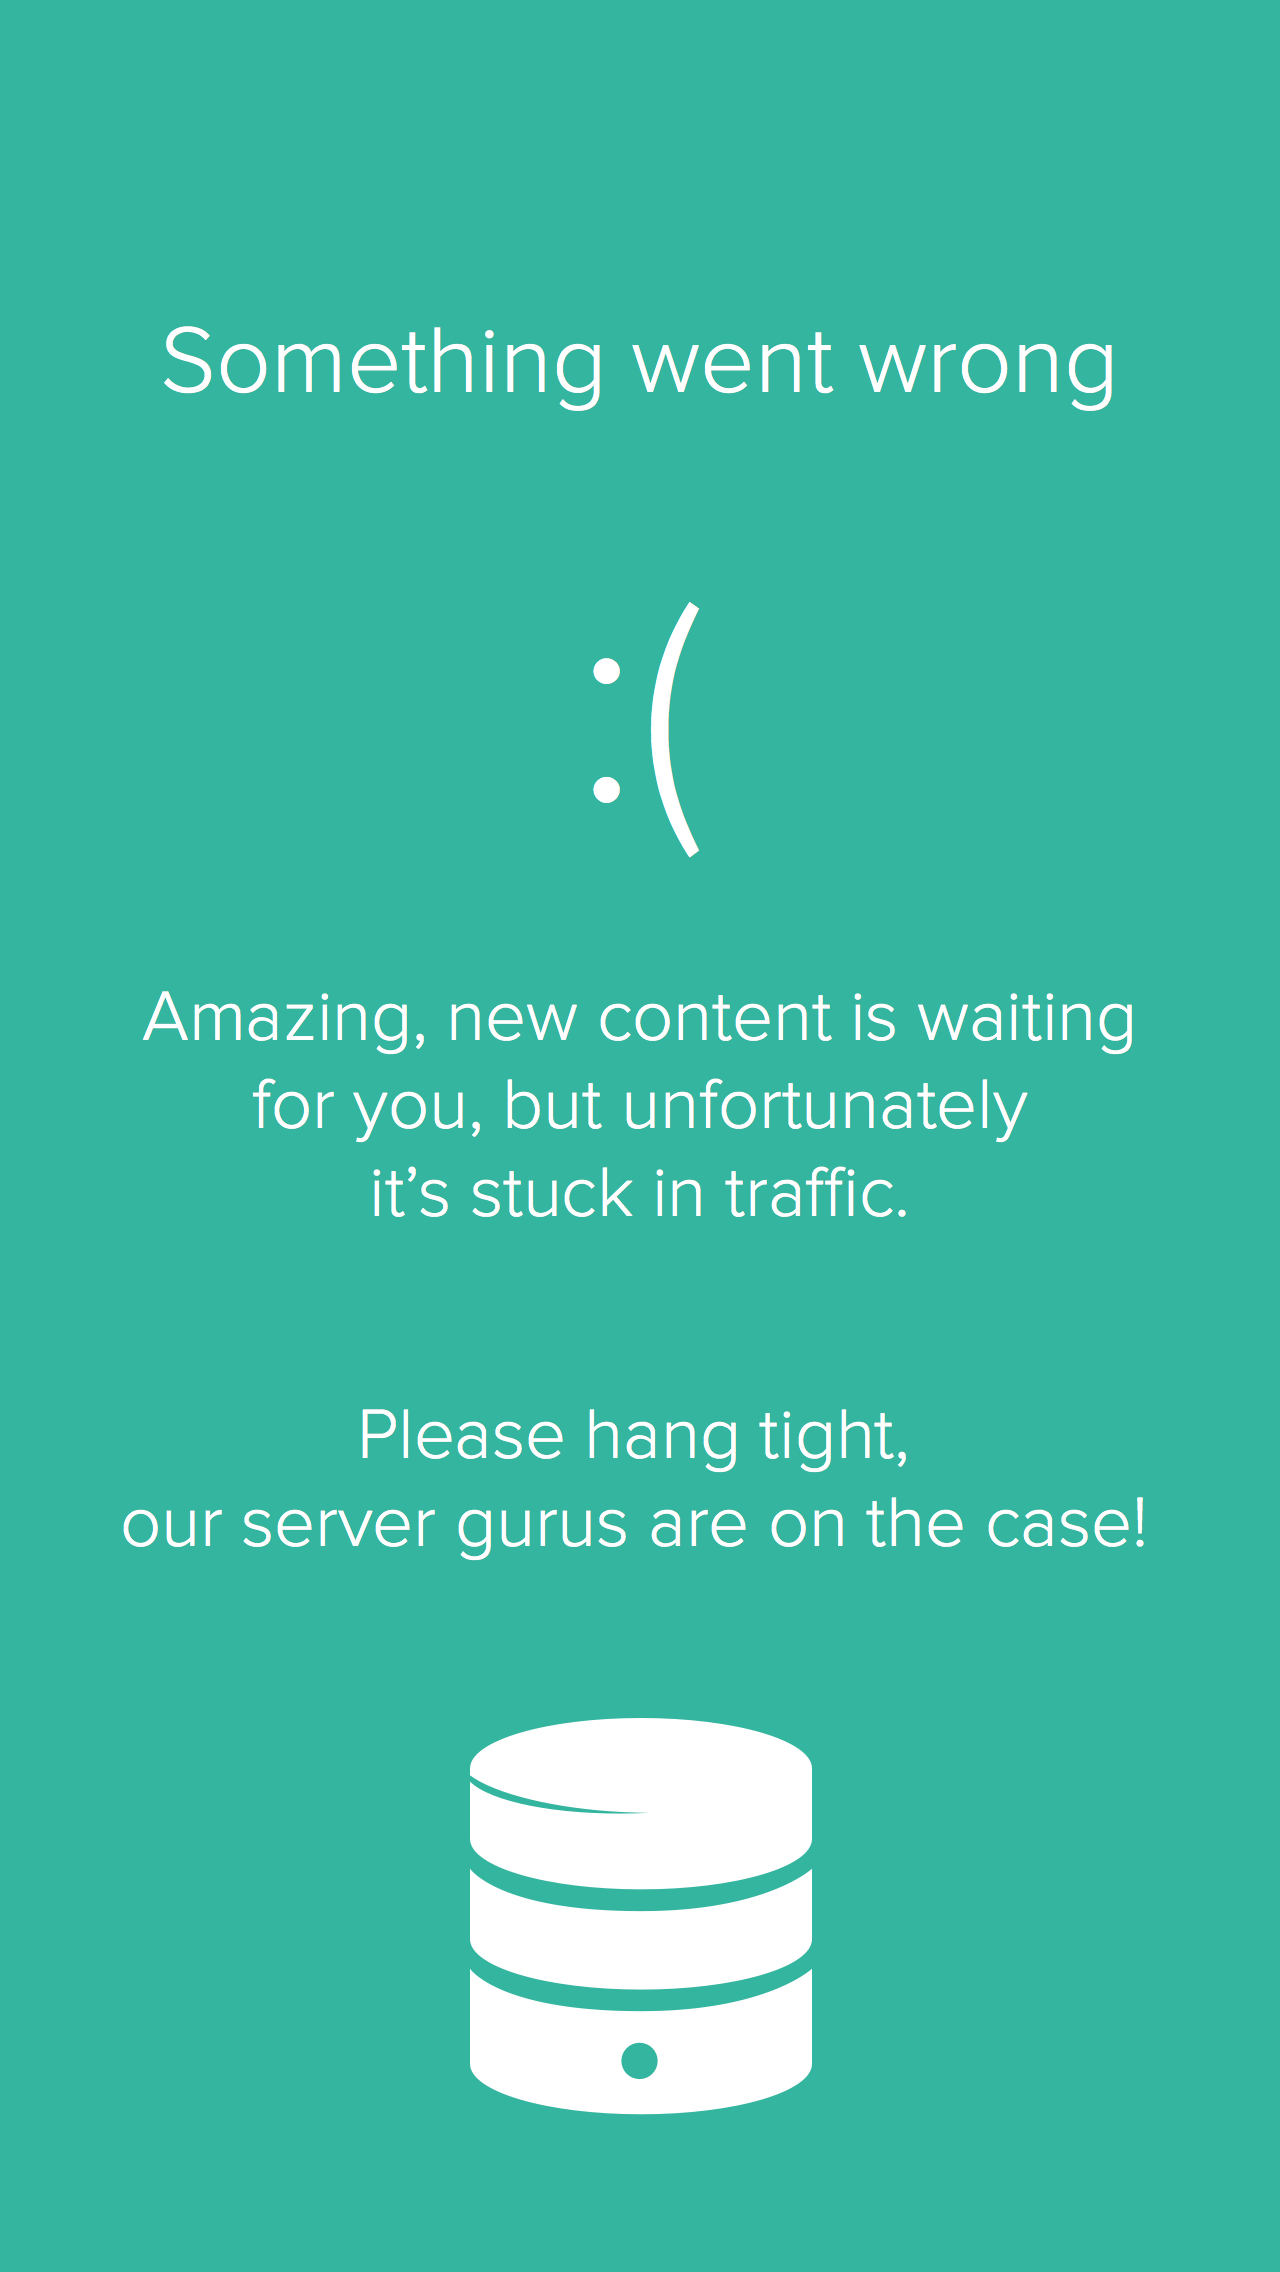 Something went wrong
:(
Amazing, new content is waiting
for you, but unfortunately
it’s stuck in traffic.
Please hang tight,
our server gurus are on the case!